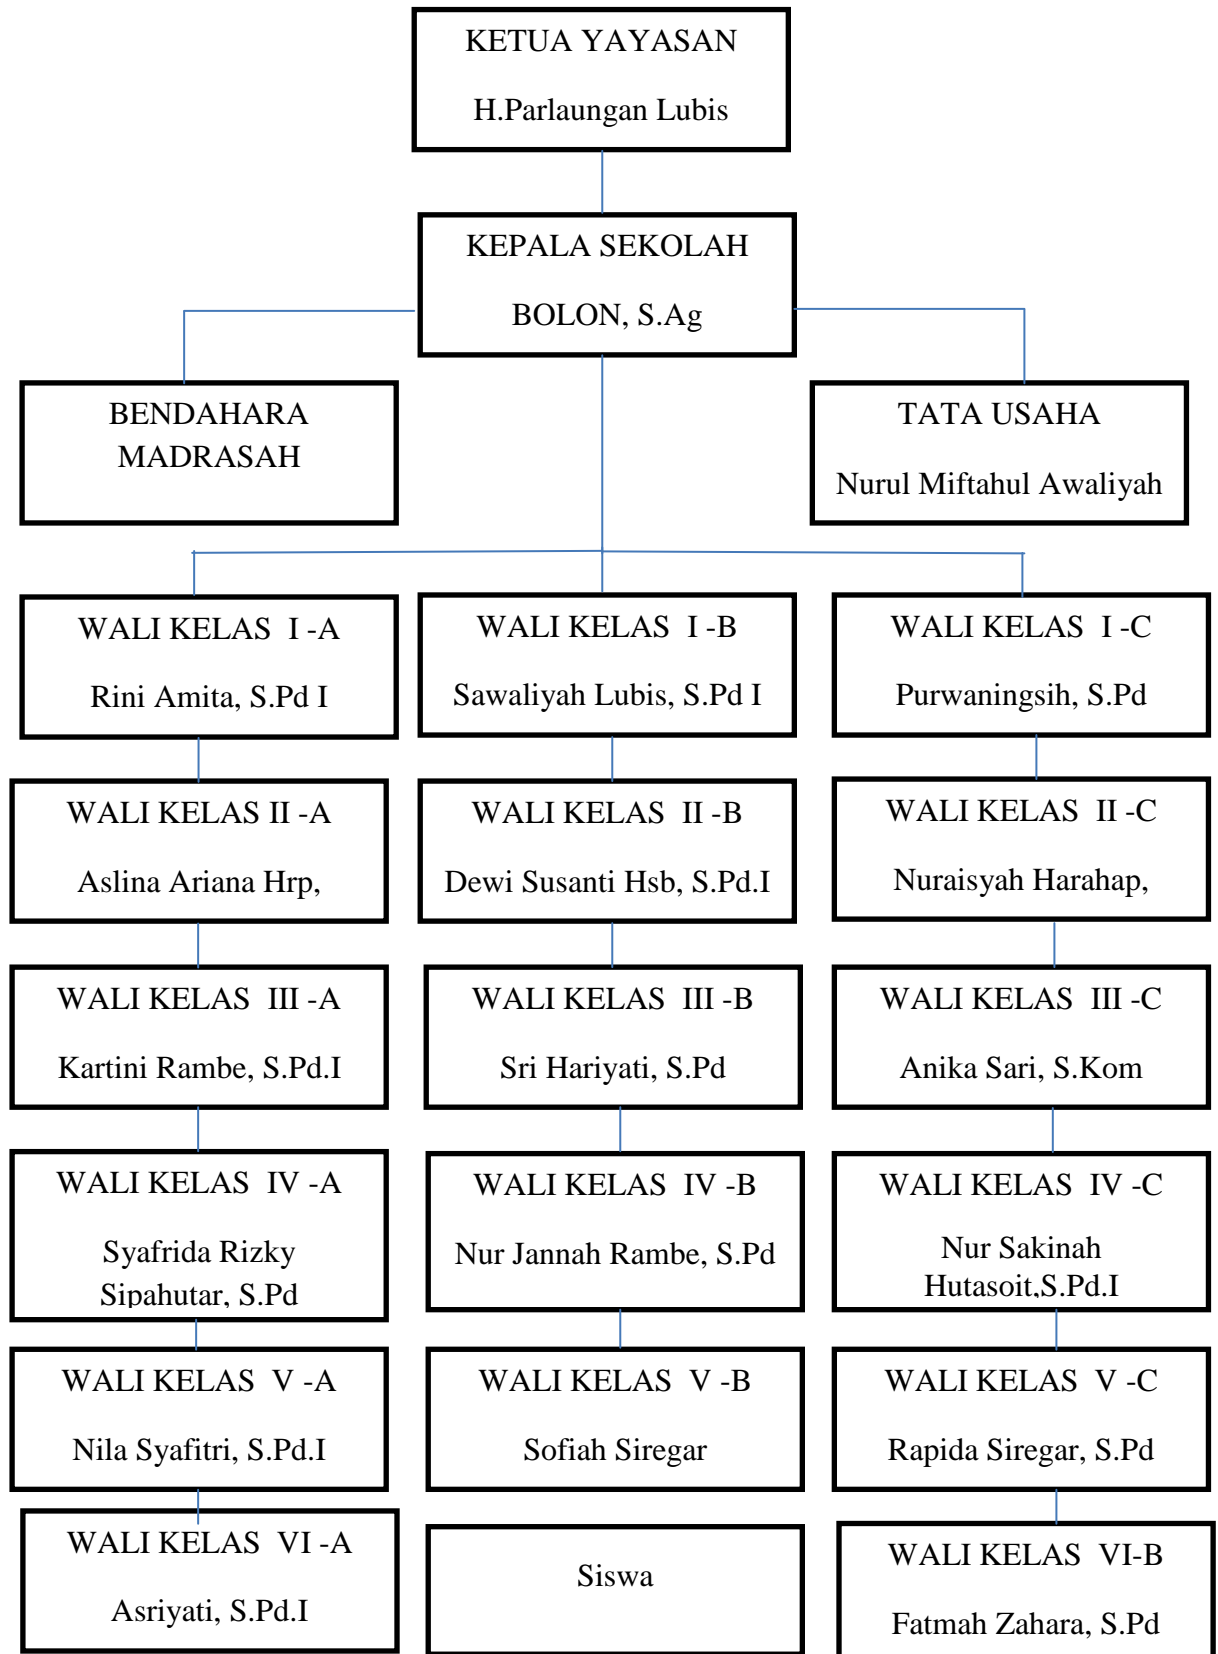 KETUA YAYASAN
H.Parlaungan Lubis
KEPALA SEKOLAH
BOLON, S.Ag
BENDAHARA
MADRASAH
TATA USAHA
Nurul Miftahul Awaliyah
WALI KELAS  I -A
Rini Amita, S.Pd I
WALI KELAS  I -B
Sawaliyah Lubis, S.Pd I
WALI KELAS  I -C
Purwaningsih, S.Pd
WALI KELAS II -A
Aslina Ariana Hrp,
WALI KELAS  II -B
Dewi Susanti Hsb, S.Pd.I
WALI KELAS  II -C
Nuraisyah Harahap,
WALI KELAS  III -A
Kartini Rambe, S.Pd.I
WALI KELAS  III -B
Sri Hariyati, S.Pd
WALI KELAS  III -C
Anika Sari, S.Kom
WALI KELAS  IV -A
Syafrida Rizky
Sipahutar, S.Pd
WALI KELAS  IV -B
Nur Jannah Rambe, S.Pd
WALI KELAS  IV -C
Nur Sakinah
Hutasoit,S.Pd.I
WALI KELAS  V -A
Nila Syafitri, S.Pd.I
WALI KELAS  V -B
Sofiah Siregar
WALI KELAS  V -C
Rapida Siregar, S.Pd
WALI KELAS  VI -A
Asriyati, S.Pd.I
Siswa
WALI KELAS  VI-B
Fatmah Zahara, S.Pd